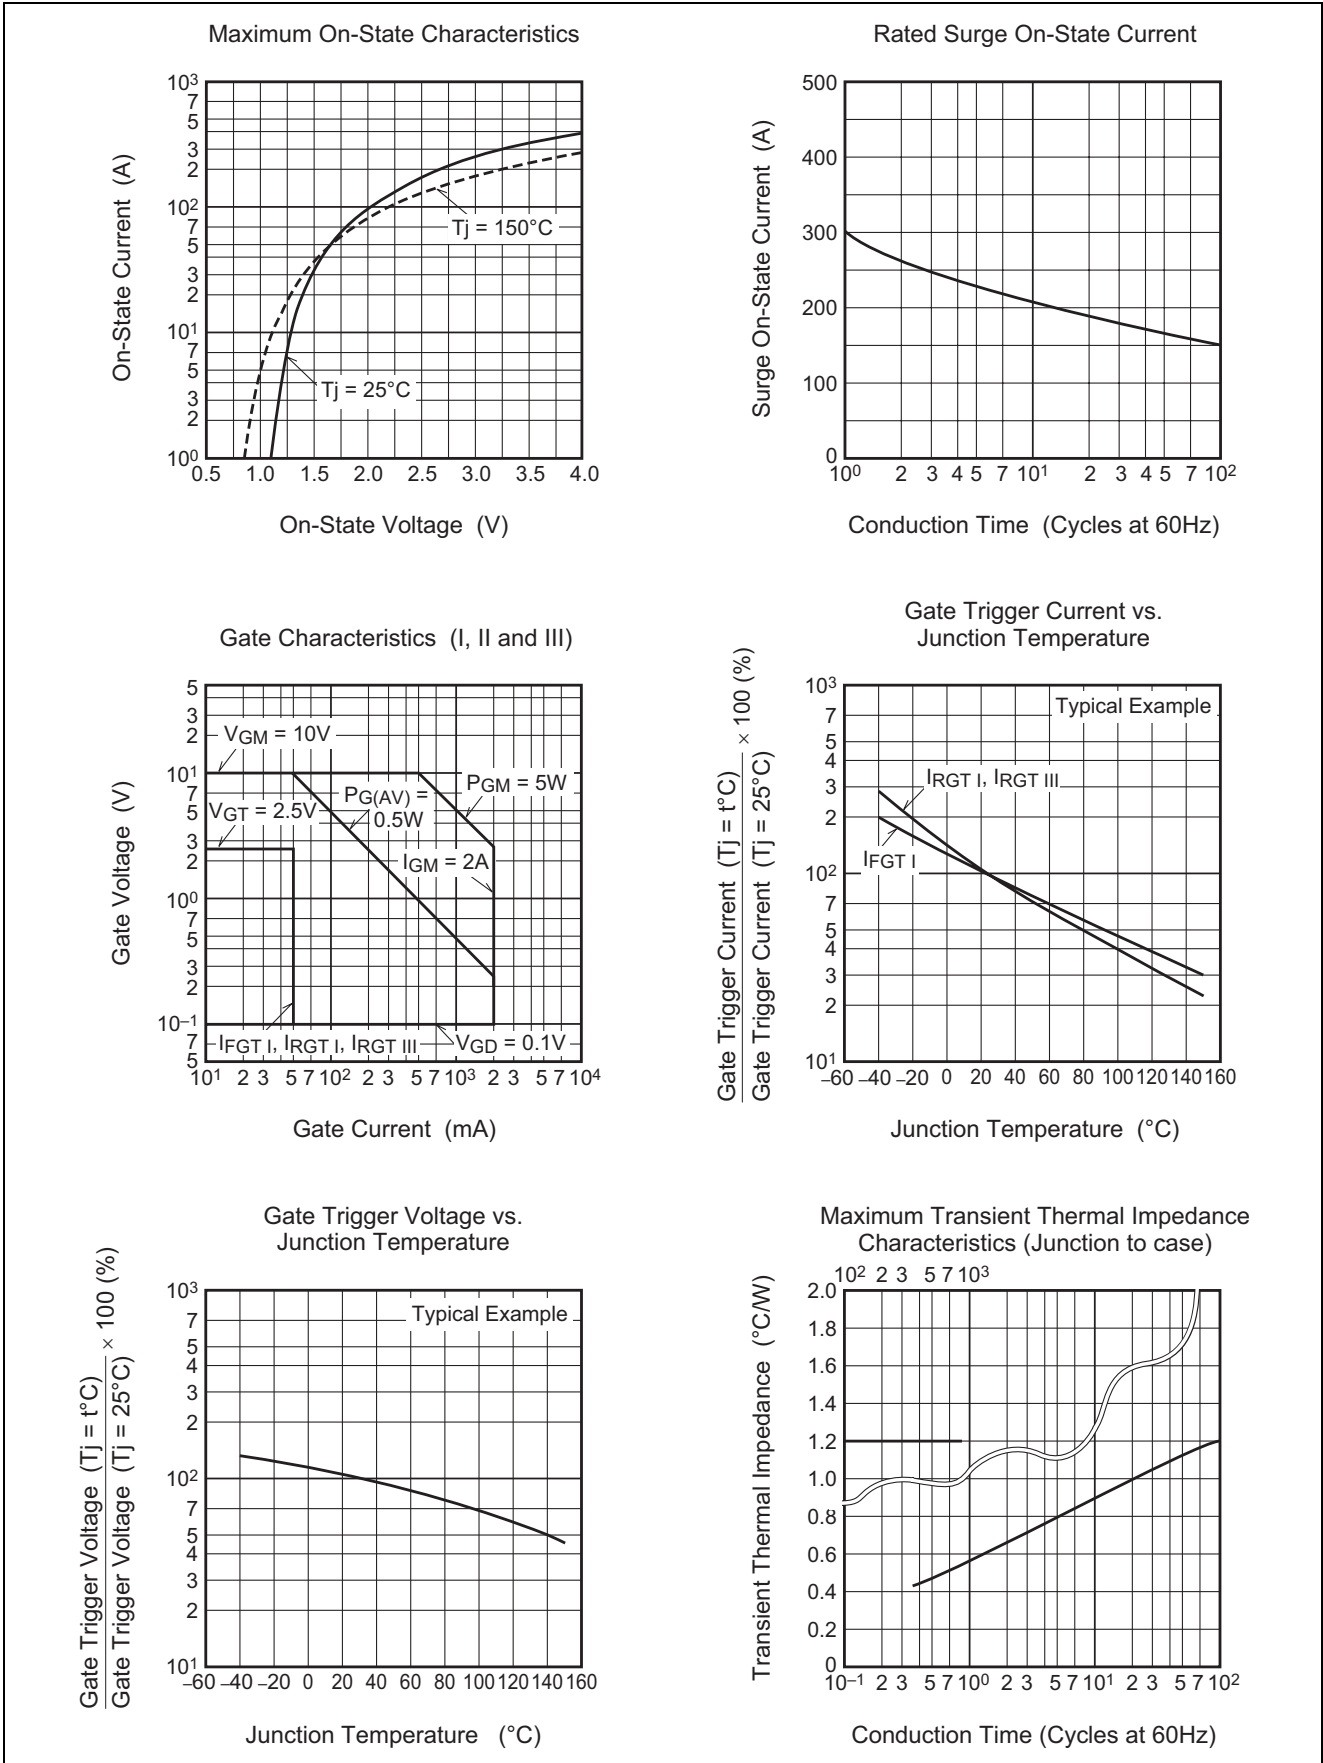 Maximum On-State Characteristics
10³
7
5
3
2
10²
7
5
3
2
10¹
7
5
3
2
10⁰
0.5 1.0 1.5 2.0 2.5 3.0 3.5 4.0
Tj = 150°C
Tj = 25°C
On-State Current (A)
On-State Voltage (V)
Rated Surge On-State Current
500
400
300
200
100
0
10⁰ 2 3 4 5 7 10¹ 2 3 4 5 7 10²
Surge On-State Current (A)
Conduction Time (Cycles at 60Hz)
Gate Characteristics (I, II and III)
5
3
2
10¹
7
5
3
2
10⁰
7
5
3
2
10⁻¹
7
5
10¹ 2 3 5 7 10² 2 3 5 7 10³ 2 3 5 7 10⁴
VGM = 10V
PG(AV) =
0.5W
PGM = 5W
VGT = 2.5V
IGM = 2A
IFGT I, IRGT I, IRGT III
VGD = 0.1V
Gate Voltage (V)
Gate Current (mA)
Gate Trigger Current vs.
Junction Temperature
10³
7
5
4
3
2
10²
7
5
4
3
2
10¹
–60 –40 –20 0 20 40 60 80 100 120 140 160
Typical Example
IRGT I, IRGT III
IFGT I
Gate Trigger Current (Tj = t°C)
Gate Trigger Current (Tj = 25°C)
× 100 (%)
Junction Temperature (°C)
Gate Trigger Voltage vs.
Junction Temperature
10³
7
5
4
3
2
10²
7
5
4
3
2
10¹
–60 –40 –20 0 20 40 60 80 100 120 140 160
Typical Example
Gate Trigger Voltage (Tj = t°C)
Gate Trigger Voltage (Tj = 25°C)
× 100 (%)
Junction Temperature (°C)
Maximum Transient Thermal Impedance
Characteristics (Junction to case)
10² 2 3 5 7 10³
2.0
1.8
1.6
1.4
1.2
1.0
0.8
0.6
0.4
0.2
0
10⁻¹ 2 3 5 7 10⁰ 2 3 5 7 10¹ 2 3 5 7 10²
Transient Thermal Impedance (°C/W)
Conduction Time (Cycles at 60Hz)